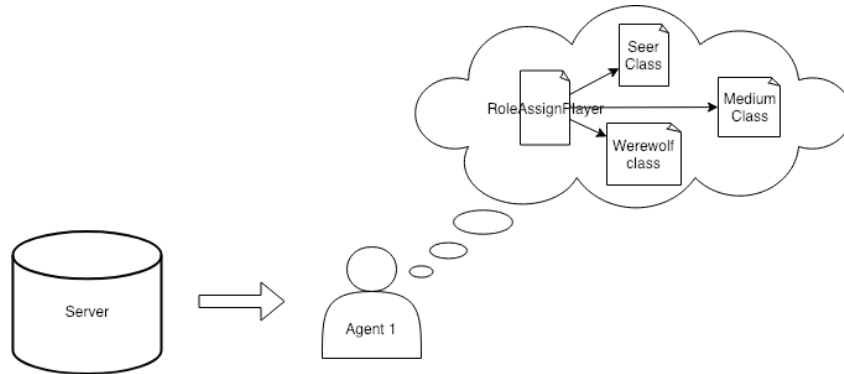 Seer
Class
RoleAssignPlayer
Medium
Class
Werewolf
class
Server
Agent 1